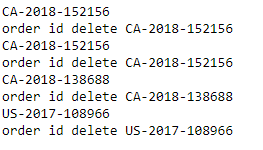 CA-2018-152156
order id delete CA-2018-152156
CA-2018-152156
order id delete CA-2018-152156
CA-2018-138688
order id delete CA-2018-138688
US-2017-108966
order id delete US-2017-108966